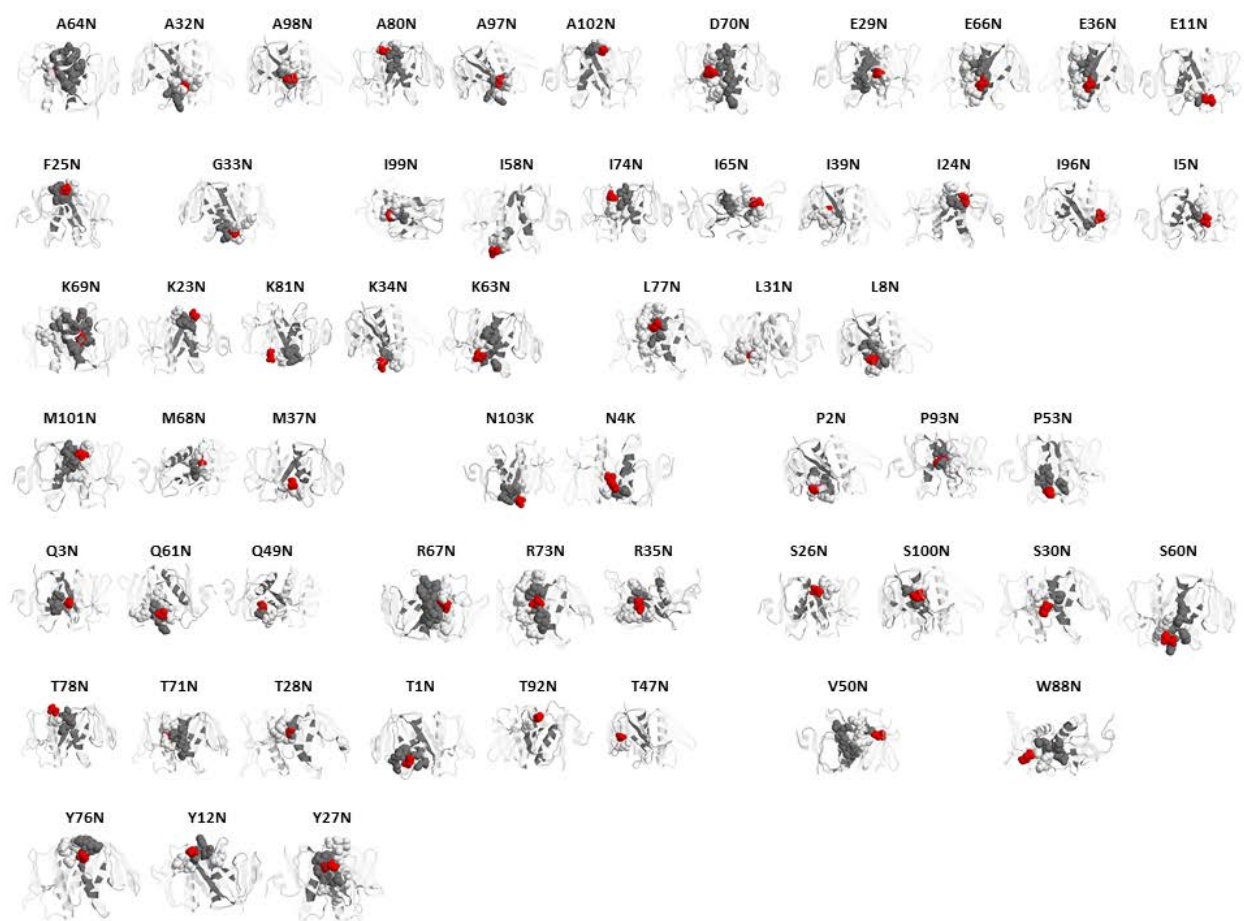 A64N A32N A98N A80N A97N A102N D70N E29N E66N E36N E11N
F25N G33N I99N I58N I74N I65N I39N I24N I96N I5N
K69N K23N K81N K34N K63N L77N L31N L8N
M101N M68N M37N N103K N4K P2N P93N P53N
Q3N Q61N Q49N R67N R73N R35N S26N S100N S30N S60N
T78N T71N T28N T1N T92N T47N V50N W88N
Y76N Y12N Y27N